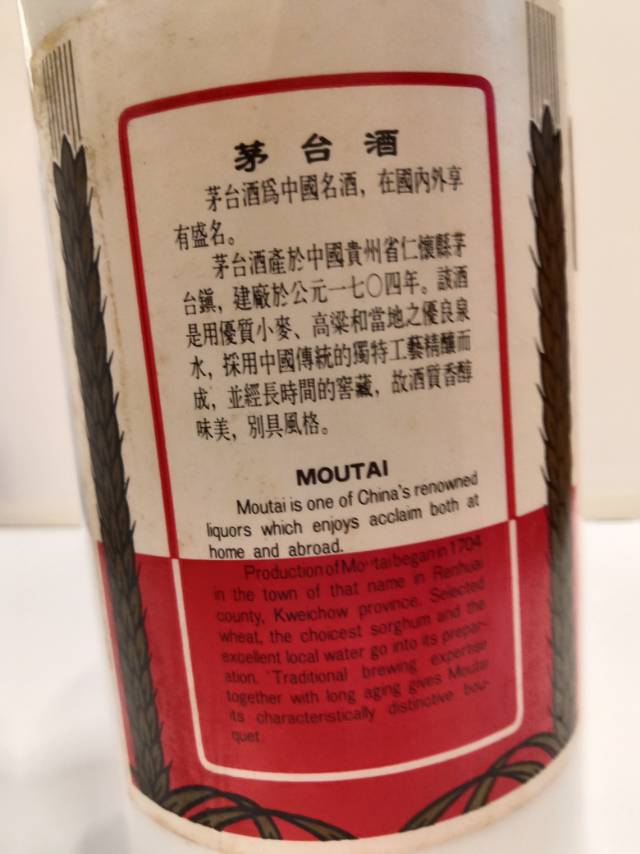 茅台酒
茅台酒爲中國名酒，在國內外享
有盛名。
茅台酒產於中國貴州省仁懷縣茅
台鎮，建廠於公元一七〇四年。該酒
是用優質小麥、高粱和當地之優良泉
水，採用中國傳統的獨特工藝精釀而
成，並經長時間的窖藏，故酒質香醇
味美，別具風格。
MOUTAI
Moutai is one of China's renowned
liquors which enjoys acclaim both at
home and abroad.
Production of Moutai began in 1704
in the town of that name in Renhuai
county, Kweichow province. Selected
wheat, the choicest sorghum and the
excellent local water go into its prepar-
ation. Traditional brewing expertise
together with long aging gives Moutai
its characteristically distinctive bou-
quet.